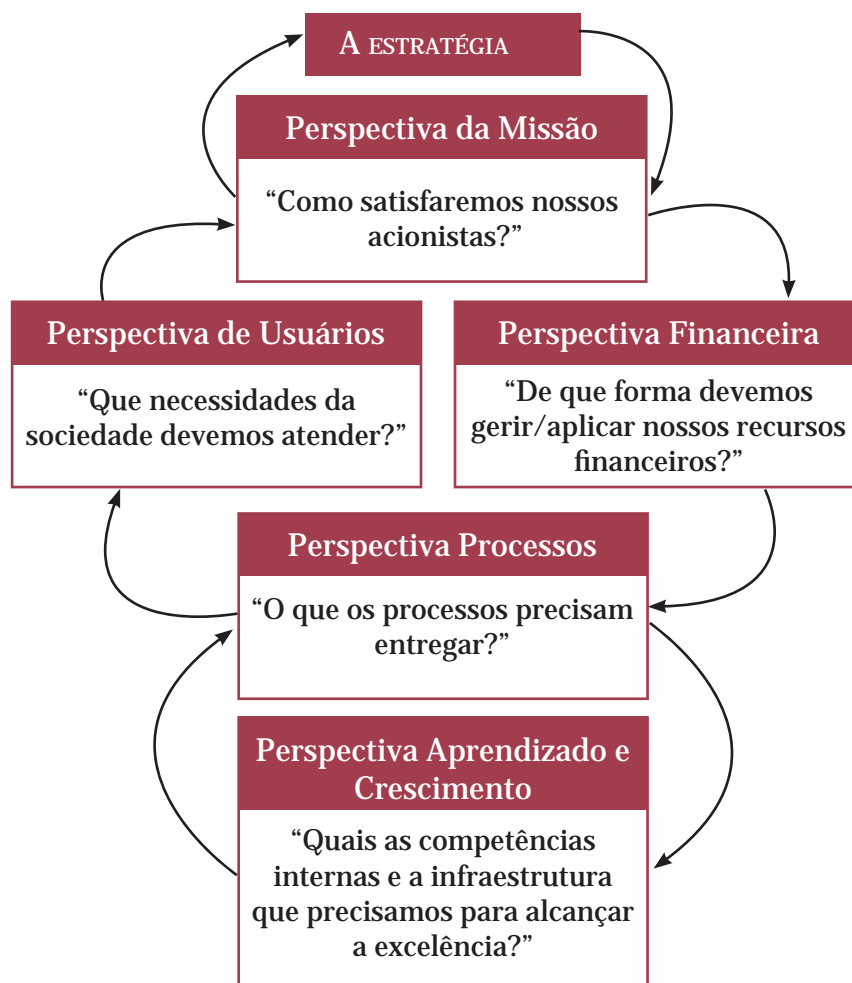 A ESTRATÉGIA
Perspectiva da Missão
“Como satisfaremos nossos
acionistas?”
Perspectiva de Usuários
“Que necessidades da
sociedade devemos atender?”
Perspectiva Financeira
“De que forma devemos
gerir/aplicar nossos recursos
financeiros?”
Perspectiva Processos
“O que os processos precisam
entregar?”
Perspectiva Aprendizado e
Crescimento
“Quais as competências
internas e a infraestrutura
que precisamos para alcançar
a excelência?”